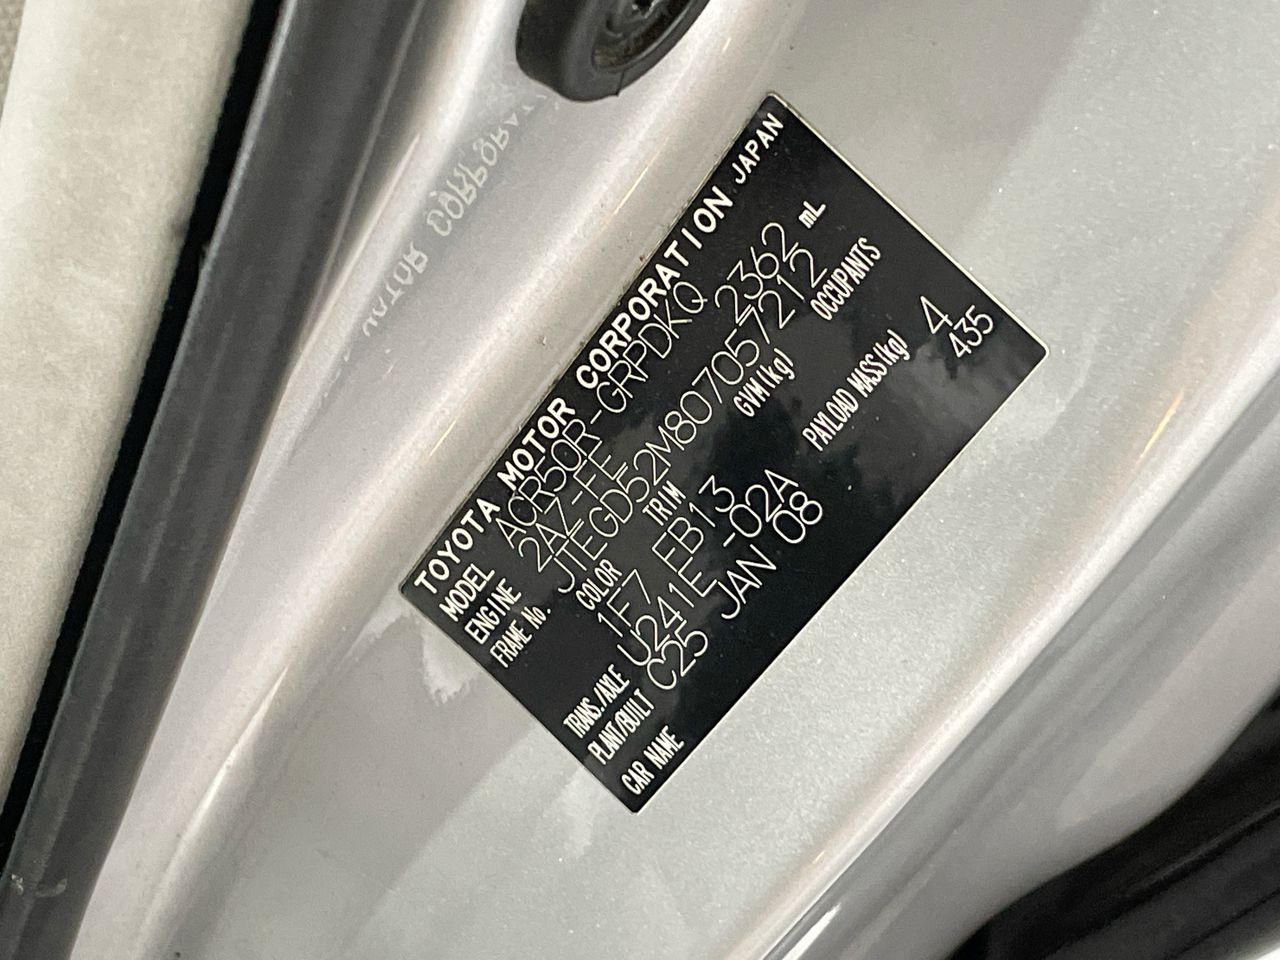 TOYOTA MOTOR CORPORATION JAPAN
MODEL ACR50R-GRPDKQ
ENGINE 2AZ-FE 2362 mL
FRAME No. JTEGD52M807057212
COLOR TRIM GVM(kg) OCCUPANTS
1F7 FB13 4
PAYLOAD MASS(kg) 435
TRANS./AXLE U241E -02A
PLANT/BUILT C25 JAN 08
CAR NAME